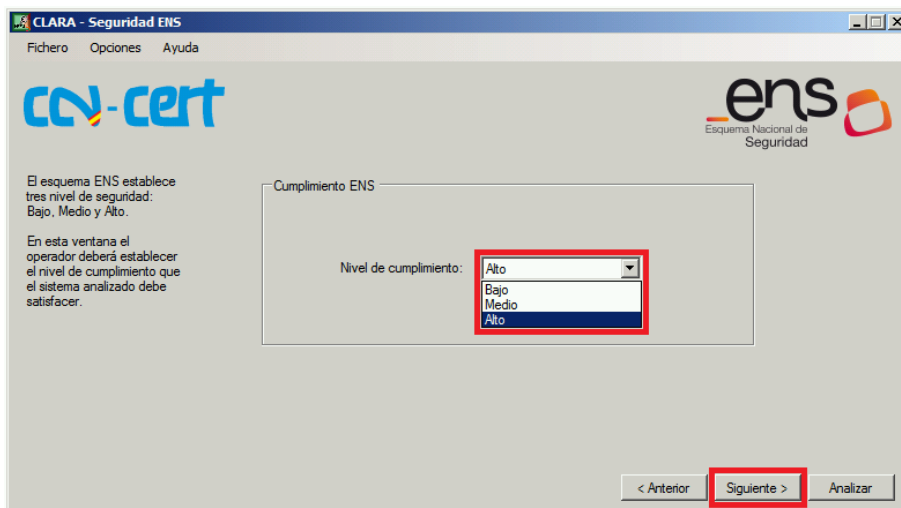 CLARA - Seguridad ENS
Fichero Opciones Ayuda
ccn-cert
ens
Esquema Nacional de
Seguridad
El esquema ENS establece
tres nivel de seguridad:
Bajo, Medio y Alto.
En esta ventana el
operador deberá establecer
el nivel de cumplimiento que
el sistema analizado debe
satisfacer.
Cumplimiento ENS
Nivel de cumplimiento: Alto
Bajo
Medio
Alto
< Anterior Siguiente > Analizar